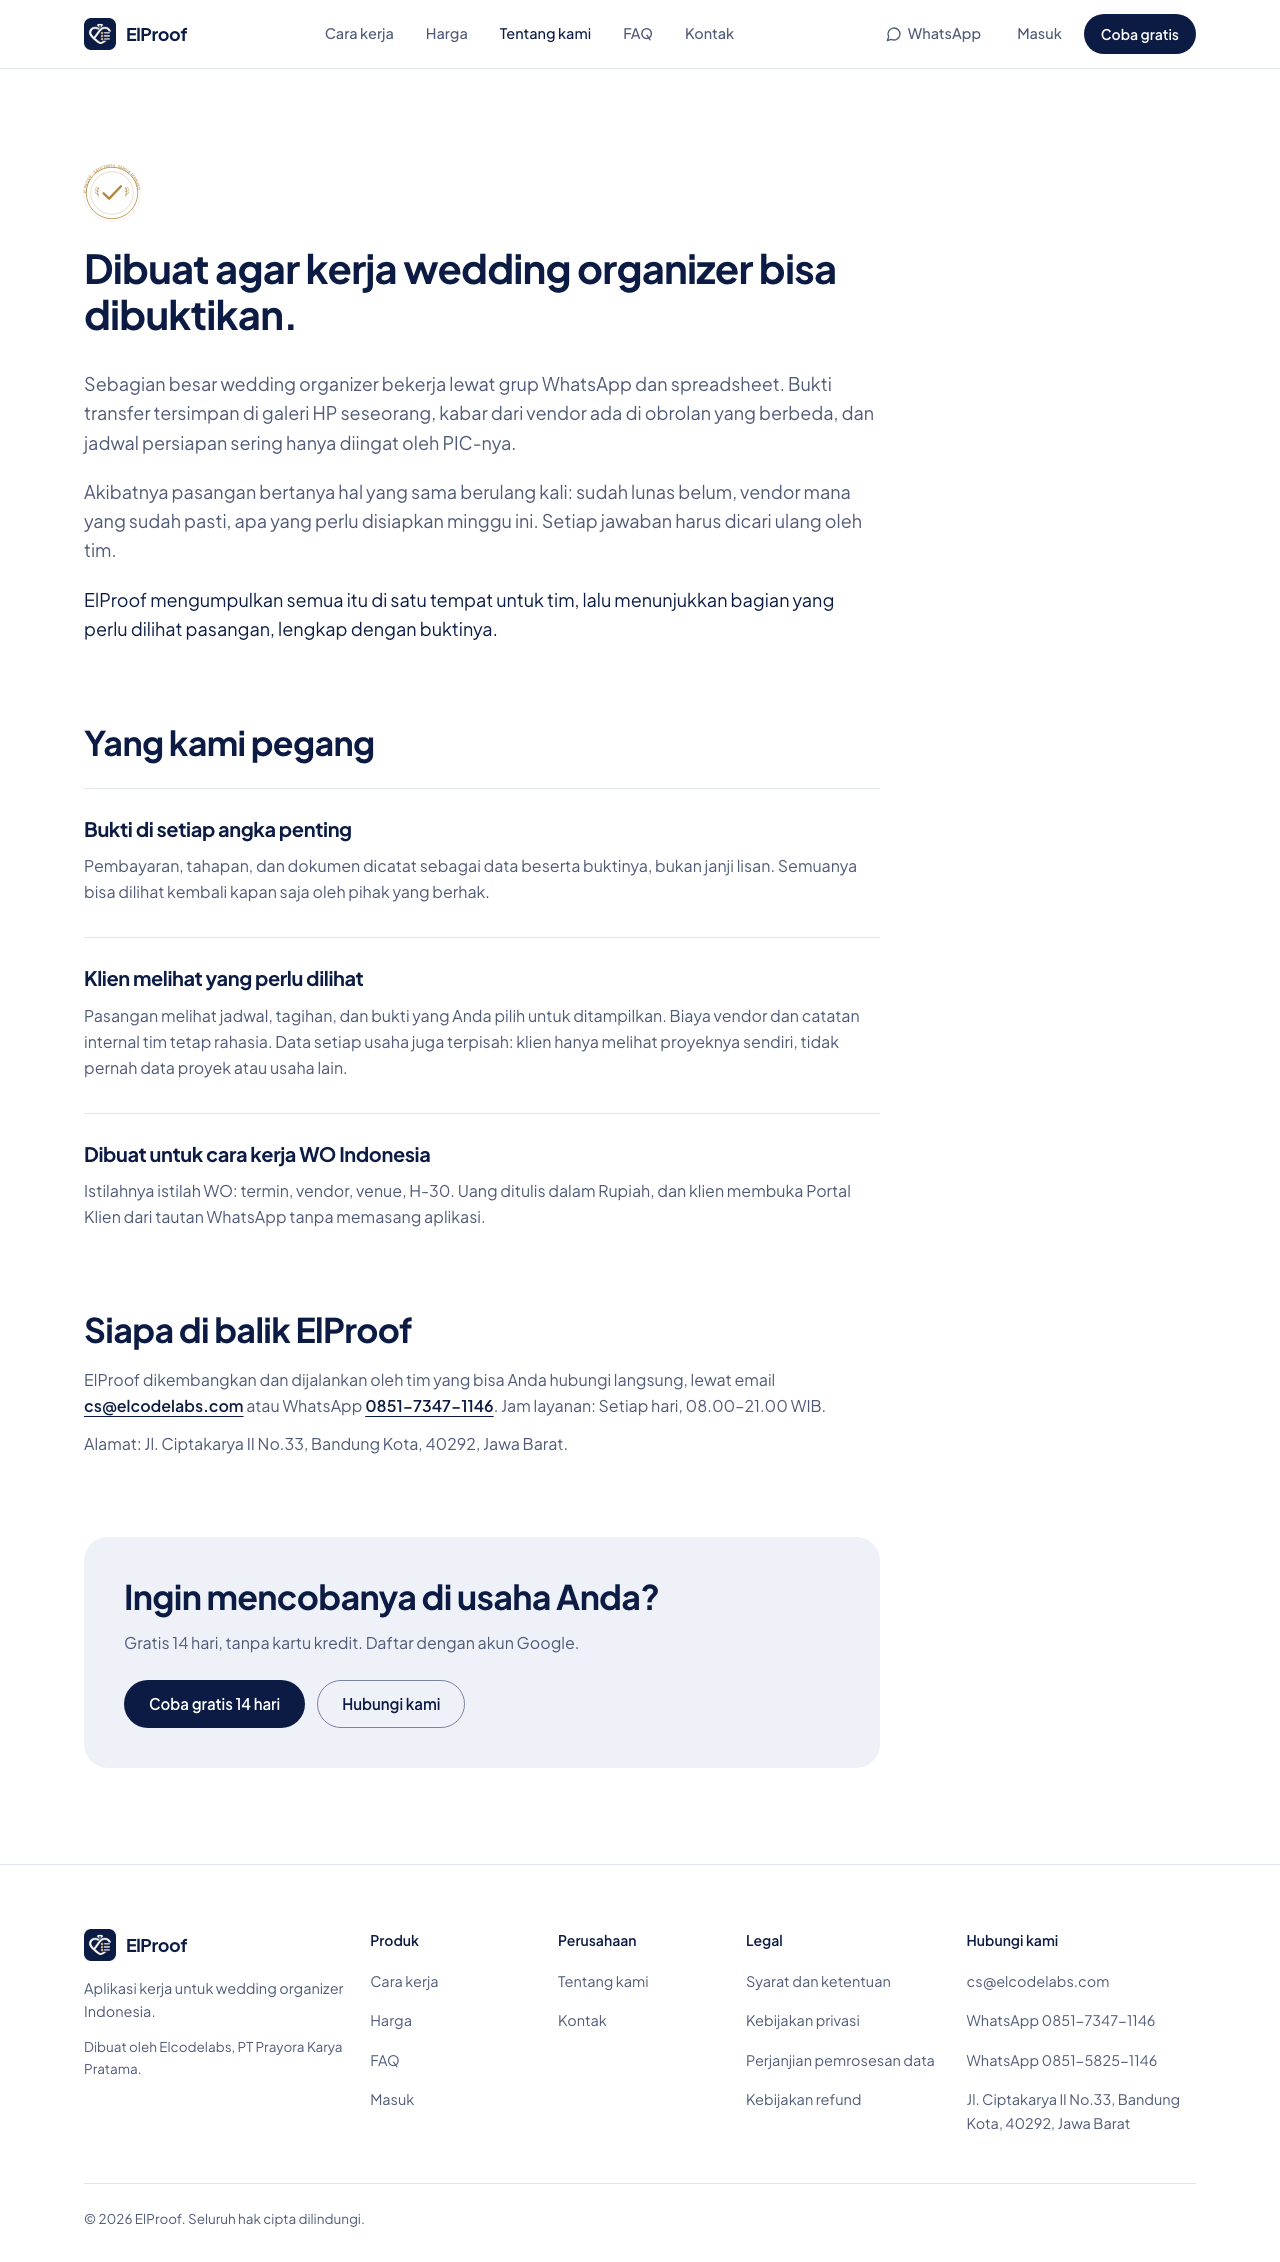 ElProof
Cara kerja
Harga
Tentang kami
FAQ
Kontak
WhatsApp
Masuk
Coba gratis
Dibuat agar kerja wedding organizer bisa
dibuktikan.
Sebagian besar wedding organizer bekerja lewat grup WhatsApp dan spreadsheet. Bukti
transfer tersimpan di galeri HP seseorang, kabar dari vendor ada di obrolan yang berbeda, dan
jadwal persiapan sering hanya diingat oleh PIC-nya.
Akibatnya pasangan bertanya hal yang sama berulang kali: sudah lunas belum, vendor mana
yang sudah pasti, apa yang perlu disiapkan minggu ini. Setiap jawaban harus dicari ulang oleh
tim.
ElProof mengumpulkan semua itu di satu tempat untuk tim, lalu menunjukkan bagian yang
perlu dilihat pasangan, lengkap dengan buktinya.
Yang kami pegang
Bukti di setiap angka penting
Pembayaran, tahapan, dan dokumen dicatat sebagai data beserta buktinya, bukan janji lisan. Semuanya
bisa dilihat kembali kapan saja oleh pihak yang berhak.
Klien melihat yang perlu dilihat
Pasangan melihat jadwal, tagihan, dan bukti yang Anda pilih untuk ditampilkan. Biaya vendor dan catatan
internal tim tetap rahasia. Data setiap usaha juga terpisah: klien hanya melihat proyeknya sendiri, tidak
pernah data proyek atau usaha lain.
Dibuat untuk cara kerja WO Indonesia
Istilahnya istilah WO: termin, vendor, venue, H-30. Uang ditulis dalam Rupiah, dan klien membuka Portal
Klien dari tautan WhatsApp tanpa memasang aplikasi.
Siapa di balik ElProof
ElProof dikembangkan dan dijalankan oleh tim yang bisa Anda hubungi langsung, lewat email
cs@elcodelabs.com atau WhatsApp 0851-7347-1146. Jam layanan: Setiap hari, 08.00–21.00 WIB.
Alamat: Jl. Ciptakarya II No.33, Bandung Kota, 40292, Jawa Barat.
Ingin mencobanya di usaha Anda?
Gratis 14 hari, tanpa kartu kredit. Daftar dengan akun Google.
Coba gratis 14 hari
Hubungi kami
ElProof
Aplikasi kerja untuk wedding organizer
Indonesia.
Dibuat oleh Elcodelabs, PT Prayora Karya
Pratama.
Produk
Cara kerja
Harga
FAQ
Masuk
Perusahaan
Tentang kami
Kontak
Legal
Syarat dan ketentuan
Kebijakan privasi
Perjanjian pemrosesan data
Kebijakan refund
Hubungi kami
cs@elcodelabs.com
WhatsApp 0851-7347-1146
WhatsApp 0851-5825-1146
Jl. Ciptakarya II No.33, Bandung
Kota, 40292, Jawa Barat
© 2026 ElProof. Seluruh hak cipta dilindungi.